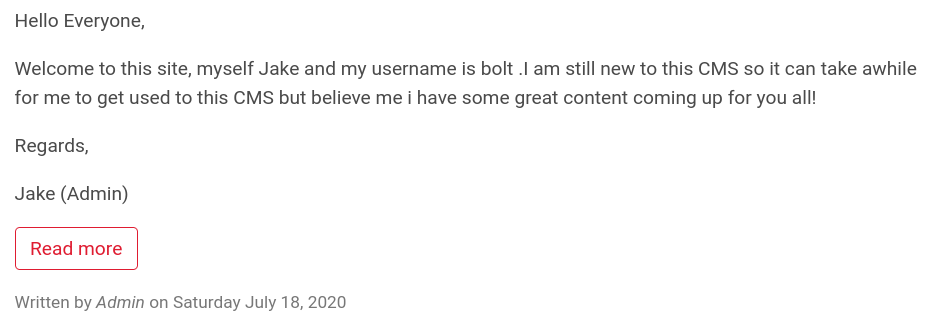 Hello Everyone,
Welcome to this site, myself Jake and my username is bolt .I am still new to this CMS so it can take awhile
for me to get used to this CMS but believe me i have some great content coming up for you all!
Regards,
Jake (Admin)
Read more
Written by Admin on Saturday July 18, 2020